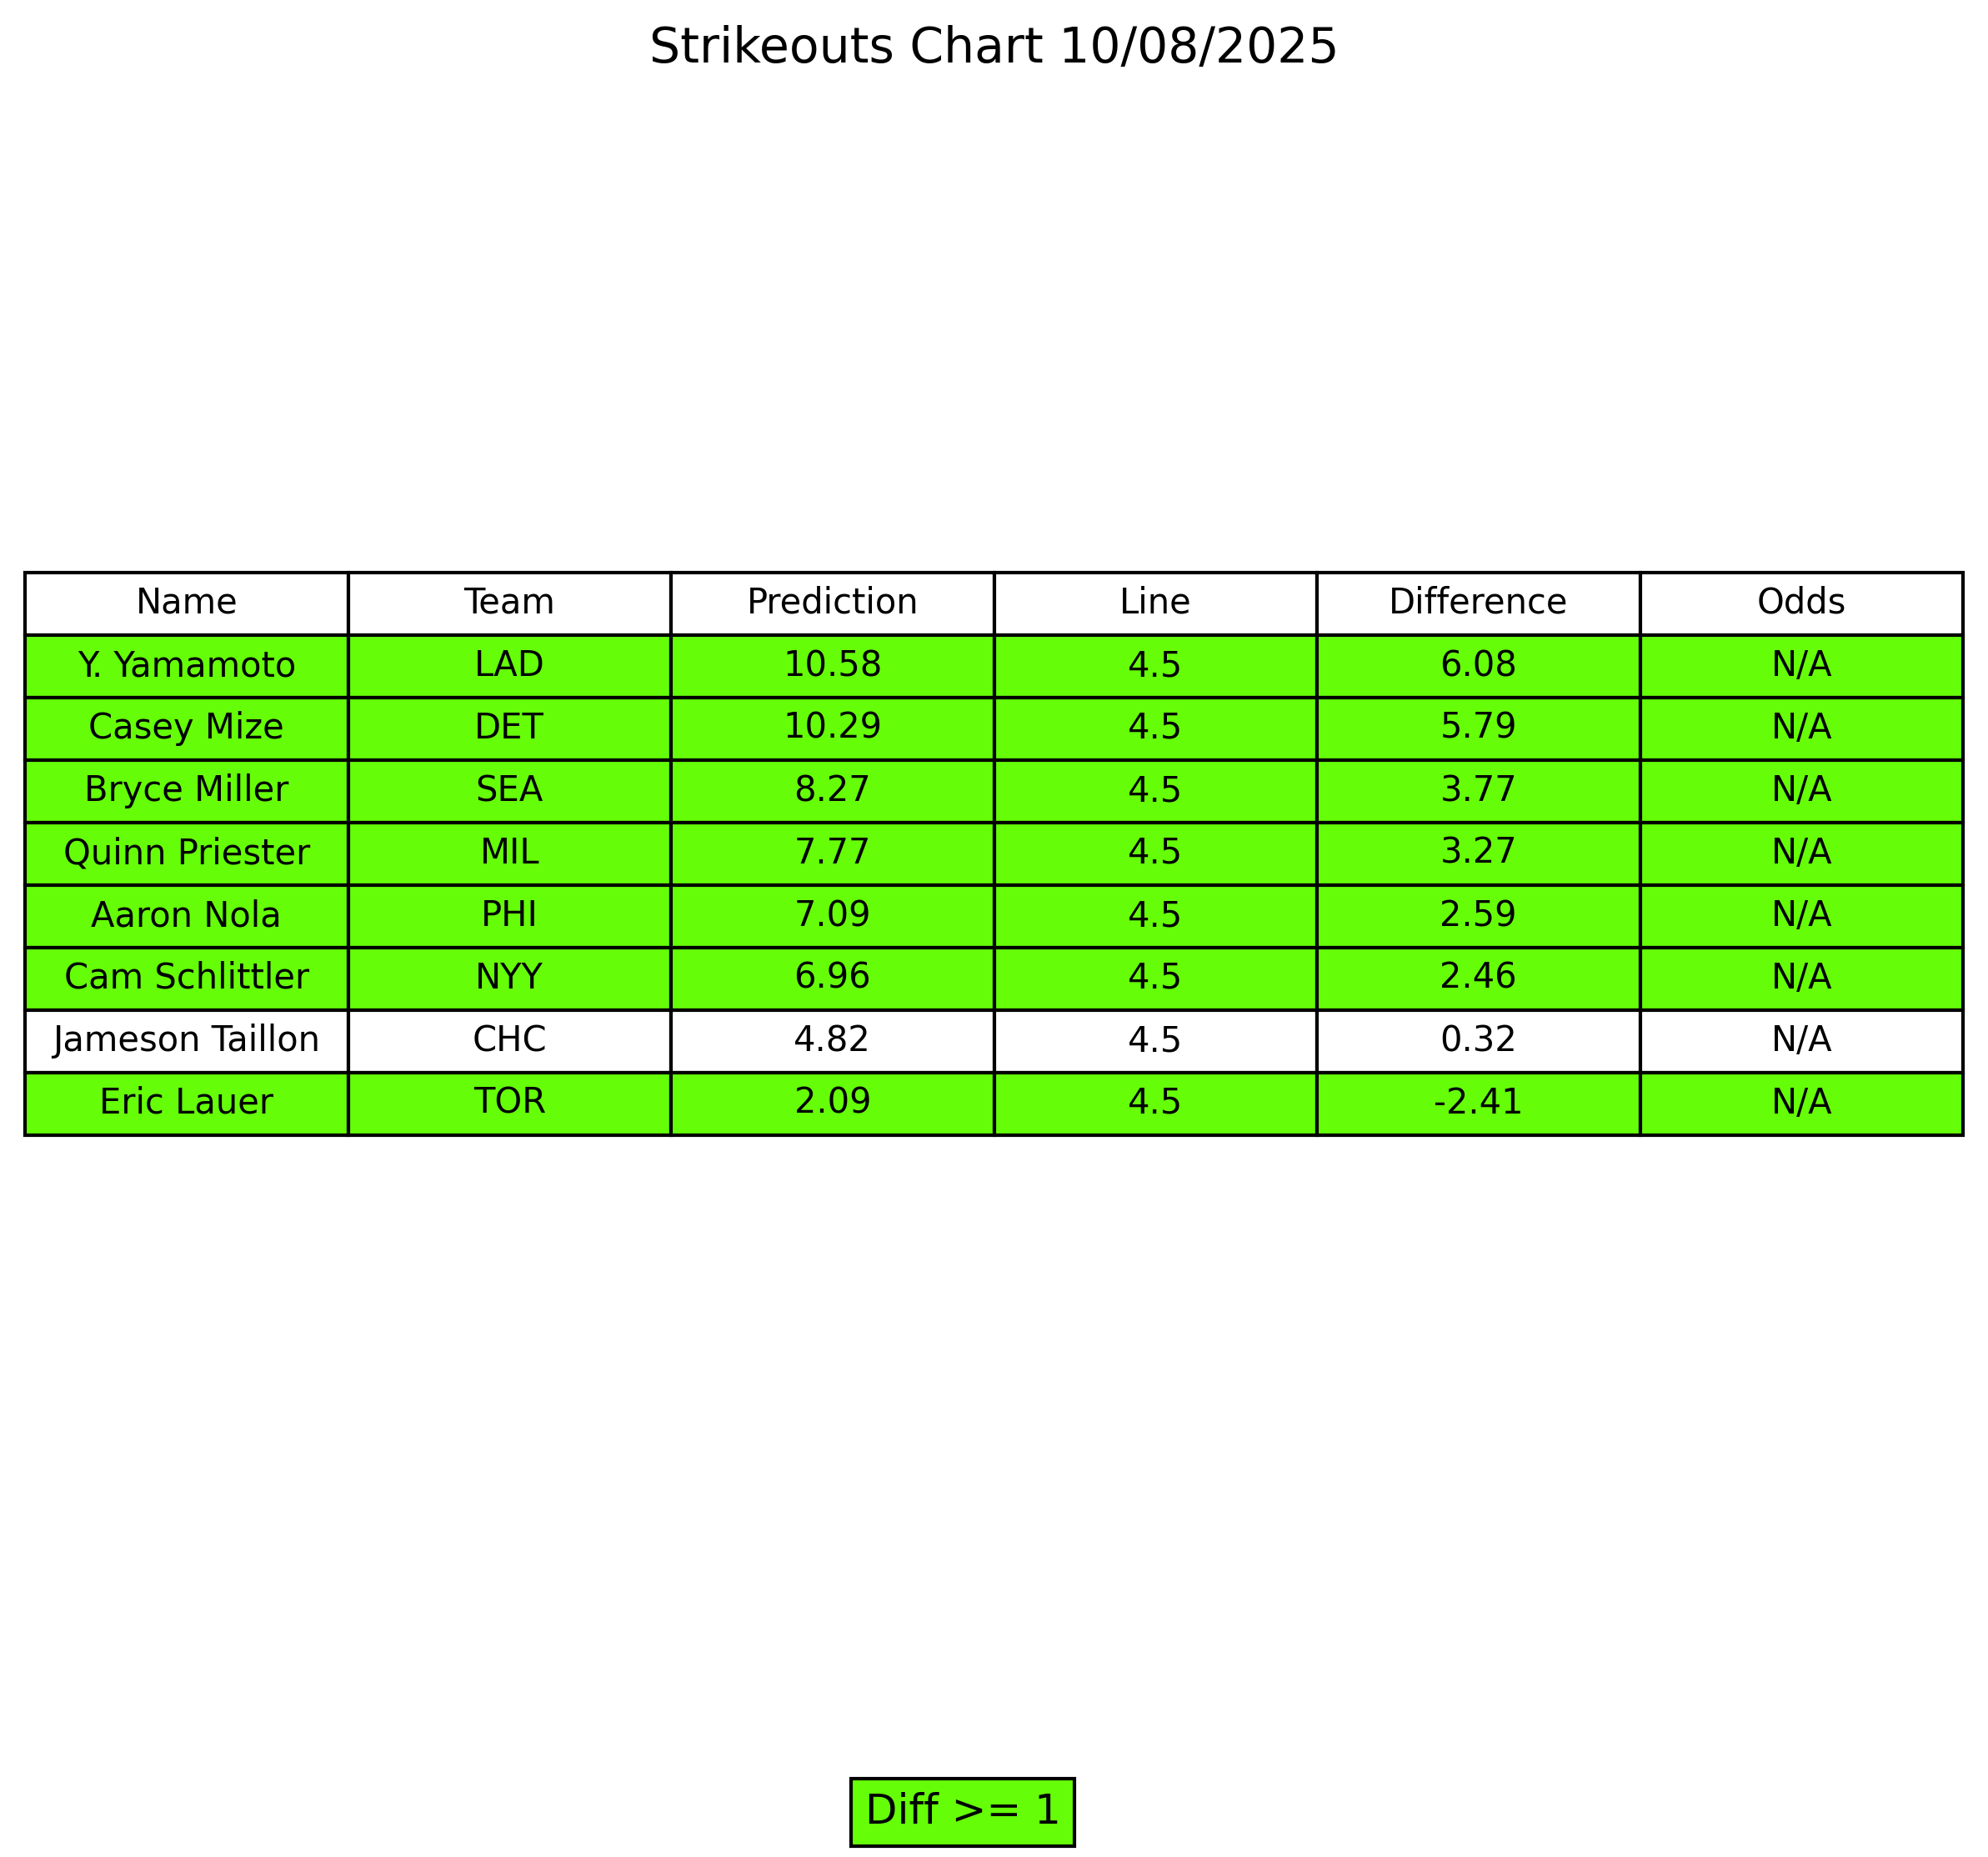 Strikeouts Chart 10/08/2025
Name Team Prediction Line Difference Odds
Y. Yamamoto LAD 10.58 4.5 6.08 N/A
Casey Mize DET 10.29 4.5 5.79 N/A
Bryce Miller SEA 8.27 4.5 3.77 N/A
Quinn Priester MIL 7.77 4.5 3.27 N/A
Aaron Nola PHI 7.09 4.5 2.59 N/A
Cam Schlittler NYY 6.96 4.5 2.46 N/A
Jameson Taillon CHC 4.82 4.5 0.32 N/A
Eric Lauer TOR 2.09 4.5 -2.41 N/A
Diff >= 1